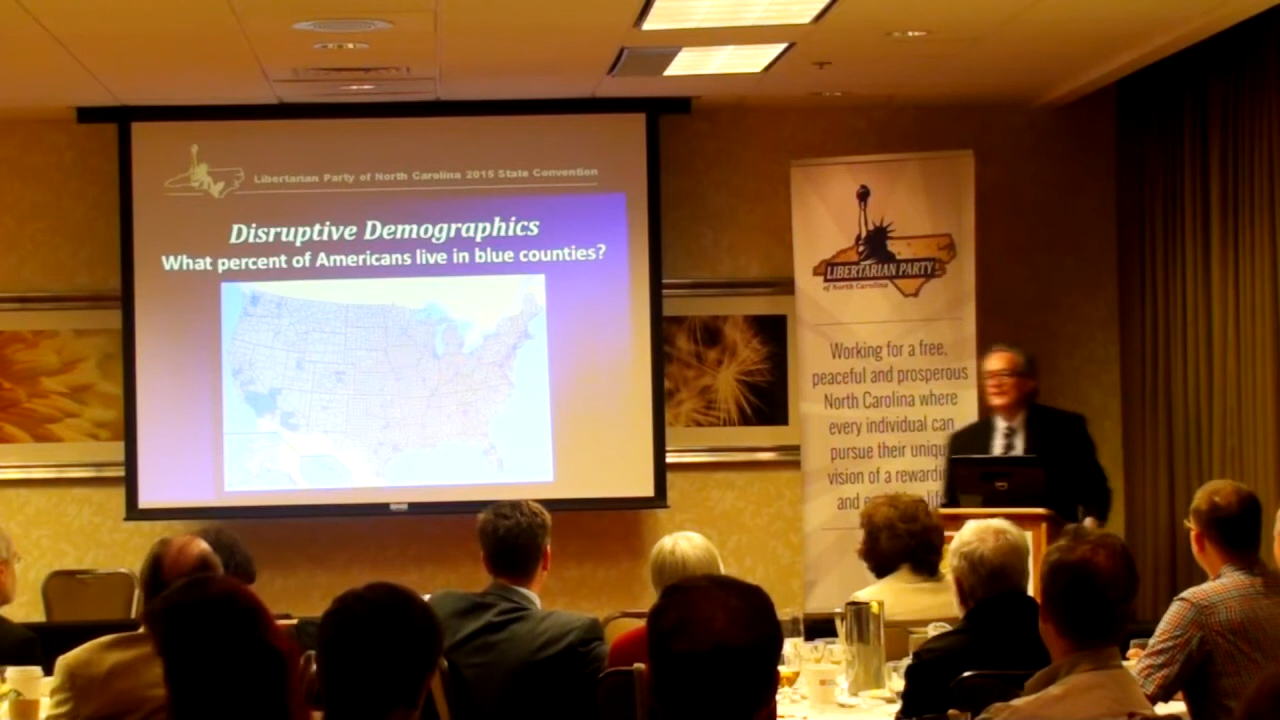 Libertarian Party of North Carolina 2015 State Convention
Disruptive Demographics
What percent of Americans live in blue counties?
LIBERTARIAN PARTY
of North Carolina
Working for a free,
peaceful and prosperous
North Carolina where
every individual can
pursue their
vision of a
and